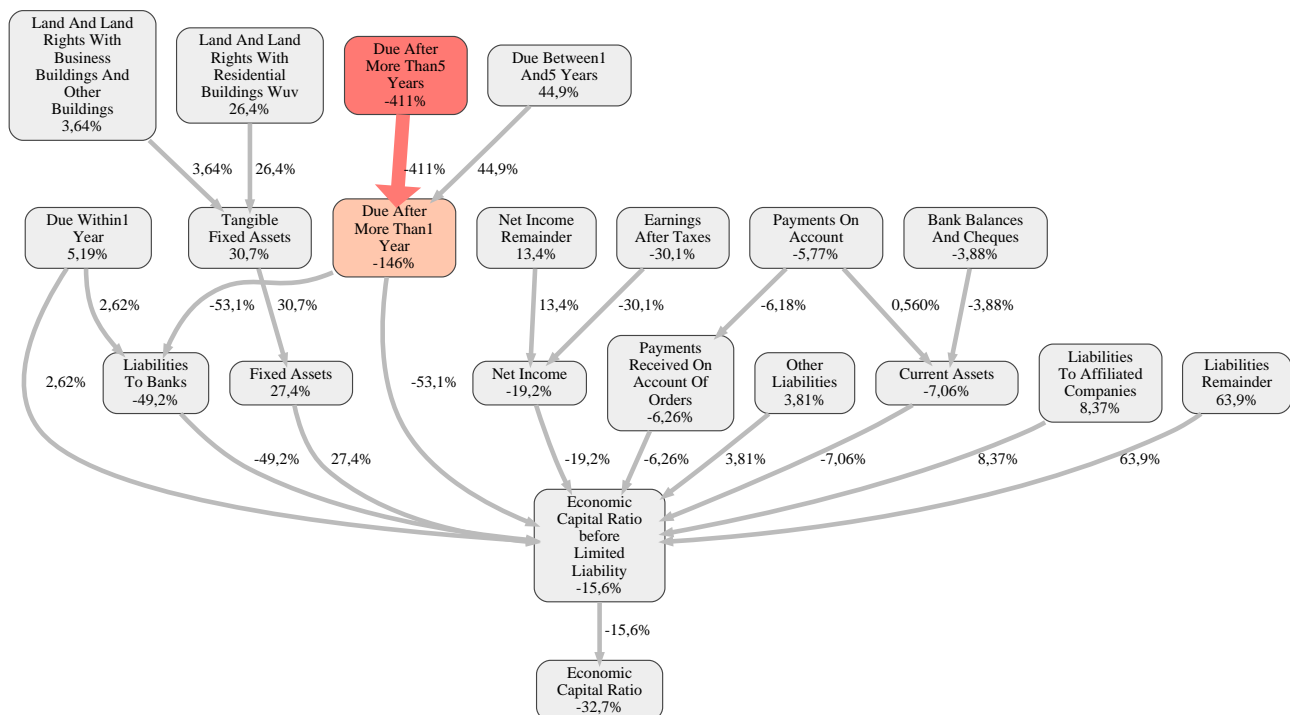 Land And Land
Rights With
Business
Buildings And
Other
Buildings
3,64%
Land And Land
Rights With
Residential
Buildings Wuv
26,4%
Due After
More Than5
Years
-411%
Due Between1
And5 Years
44,9%
3,64%
26,4%
-411%
44,9%
Due Within1
Year
5,19%
Tangible
Fixed Assets
30,7%
Due After
More Than1
Year
-146%
Net Income
Remainder
13,4%
Earnings
After Taxes
-30,1%
Payments On
Account
-5,77%
Bank Balances
And Cheques
-3,88%
2,62%
-53,1%
30,7%
13,4%
-30,1%
-6,18%
0,560%
-3,88%
2,62%
Liabilities
To Banks
-49,2%
Fixed Assets
27,4%
-53,1%
Net Income
-19,2%
Payments
Received On
Account Of
Orders
-6,26%
Other
Liabilities
3,81%
Current Assets
-7,06%
Liabilities
To Affiliated
Companies
8,37%
Liabilities
Remainder
63,9%
-49,2%
27,4%
-19,2%
-6,26%
3,81%
-7,06%
8,37%
63,9%
Economic
Capital Ratio
before
Limited
Liability
-15,6%
-15,6%
Economic
Capital Ratio
-32,7%